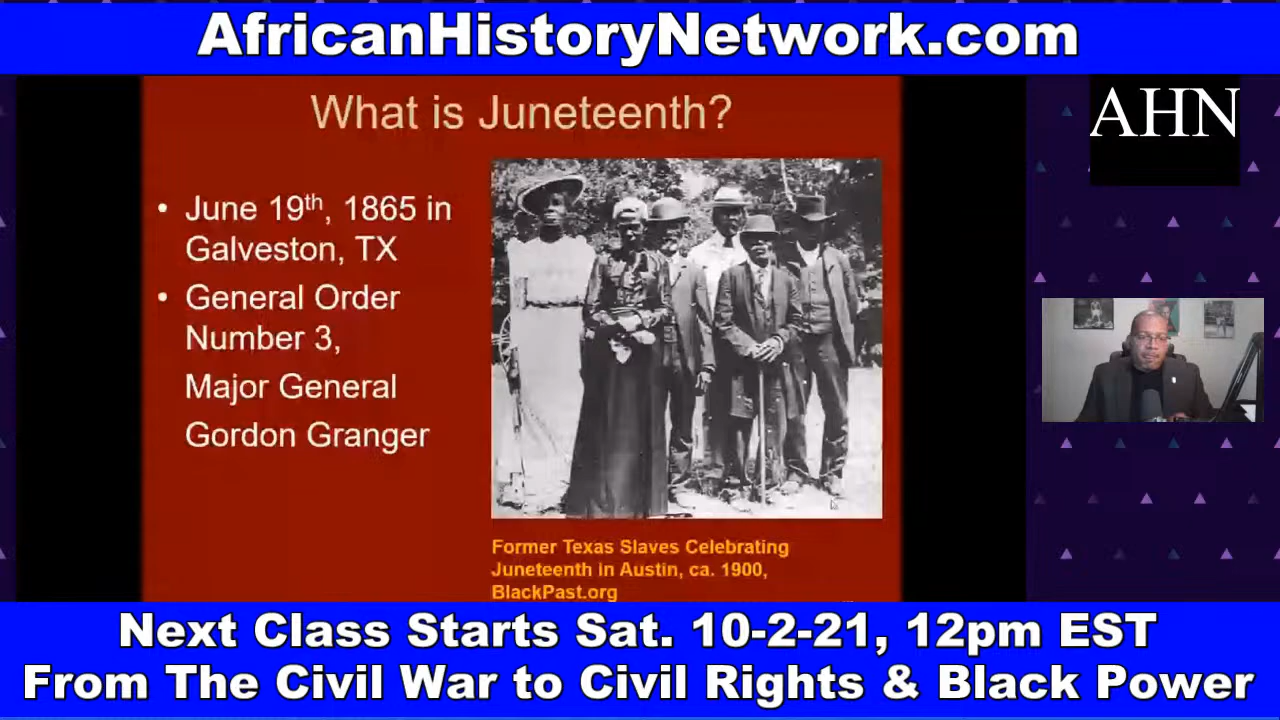 AfricanHistoryNetwork.com
AHN
What is Juneteenth?
• June 19th, 1865 in
Galveston, TX
• General Order
Number 3,
Major General
Gordon Granger
Former Texas Slaves Celebrating
Juneteenth in Austin, ca. 1900,
BlackPast.org
Next Class Starts Sat. 10-2-21, 12pm EST
From The Civil War to Civil Rights & Black Power